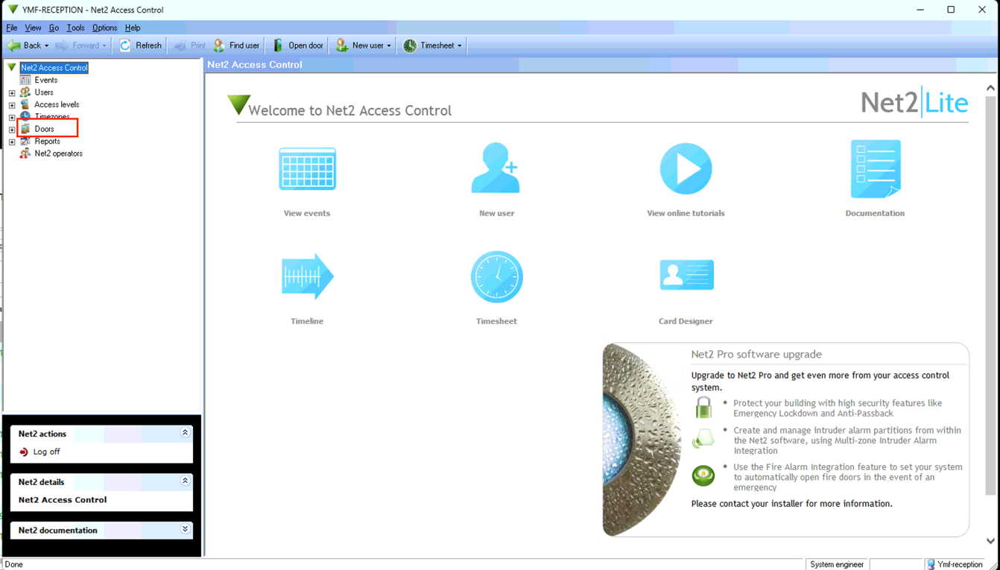 YMF-RECEPTION - Net2 Access Control
File View Go Tools Options Help
Back Forward Refresh Print Find user Open door New user Timesheet
Net2 Access Control
Events
Users
Access levels
Timezones
Doors
Reports
Net2 operators
Net2 actions
Log off
Net2 details
Net2 Access Control
Net2 documentation
Net2 Access Control
Welcome to Net2 Access Control
Net2|Lite
View events
New user
View online tutorials
Documentation
Timeline
Timesheet
Card Designer
Net2 Pro software upgrade
Upgrade to Net2 Pro and get even more from your access control
system.
• Protect your building with high security features like
Emergency Lockdown and Anti-Passback
• Create and manage intruder alarm partitions from within
the Net2 software, using Multi-zone Intruder Alarm
Integration
• Use the Fire Alarm Integration feature to set your system
to automatically open fire doors in the event of an
emergency
Please contact your installer for more information.
Done
System engineer
Ymf-reception